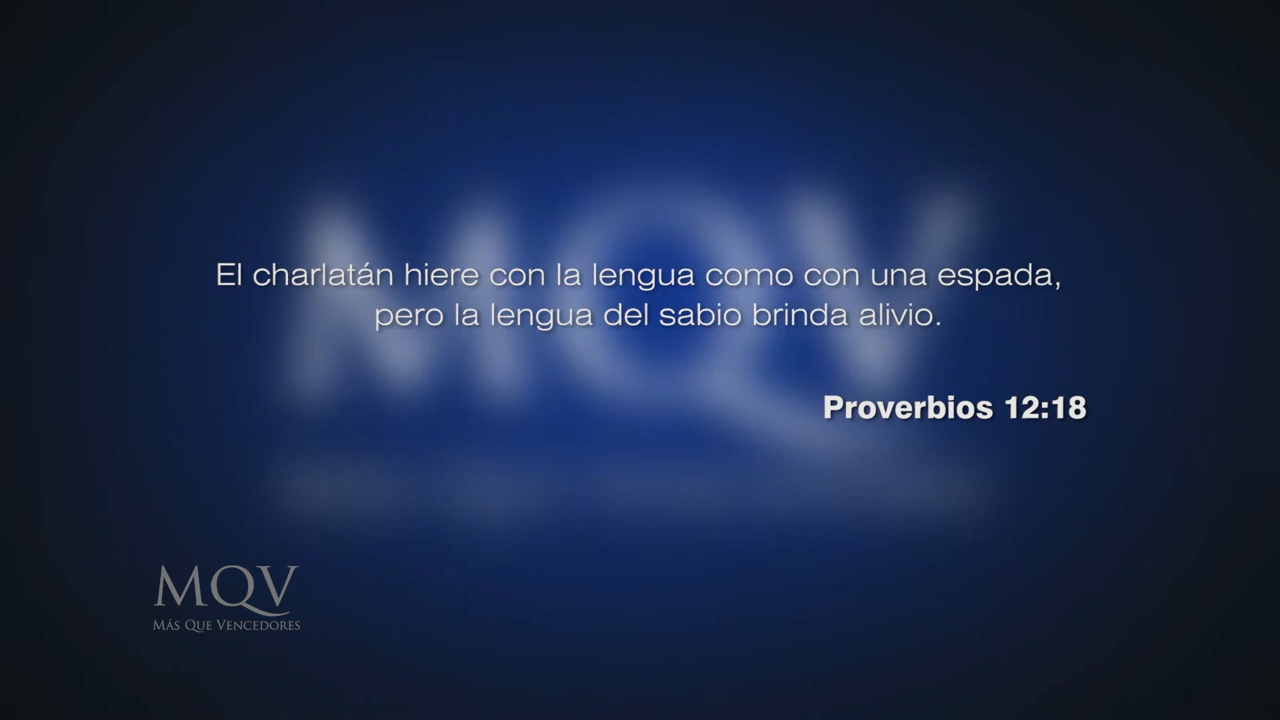 El charlatán hiere con la lengua como con una espada,
pero la lengua del sabio brinda alivio.
Proverbios 12:18
MQV
MÁS QUE VENCEDORES